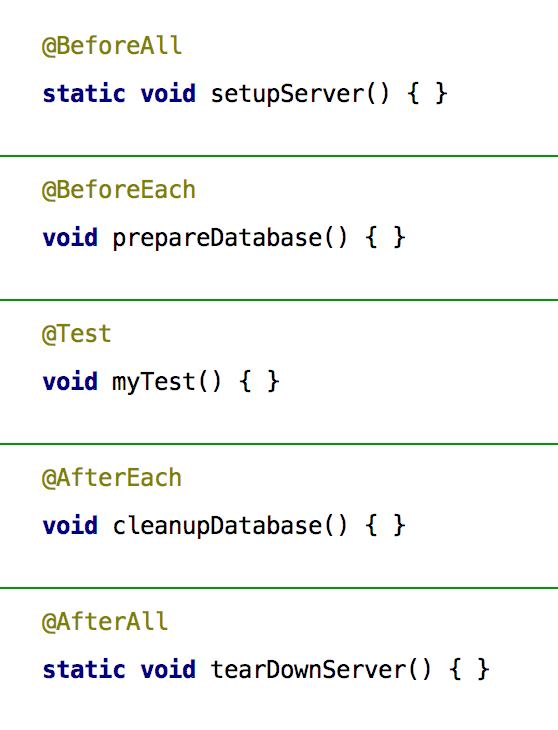 @BeforeAll
static void setupServer() { }
@BeforeEach
void prepareDatabase() { }
@Test
void myTest() { }
@AfterEach
void cleanupDatabase() { }
@AfterAll
static void tearDownServer() { }